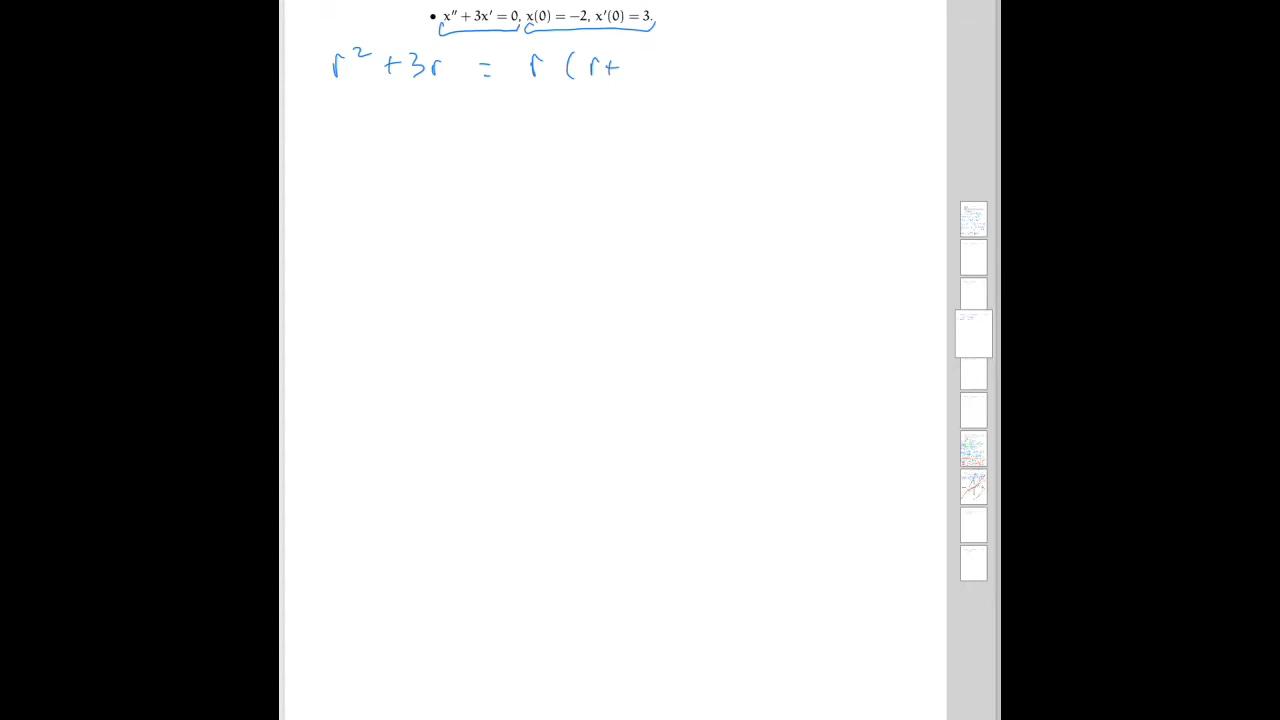 • x″ + 3x′ = 0, x(0) = −2, x′(0) = 3.
r² + 3r = r (r+